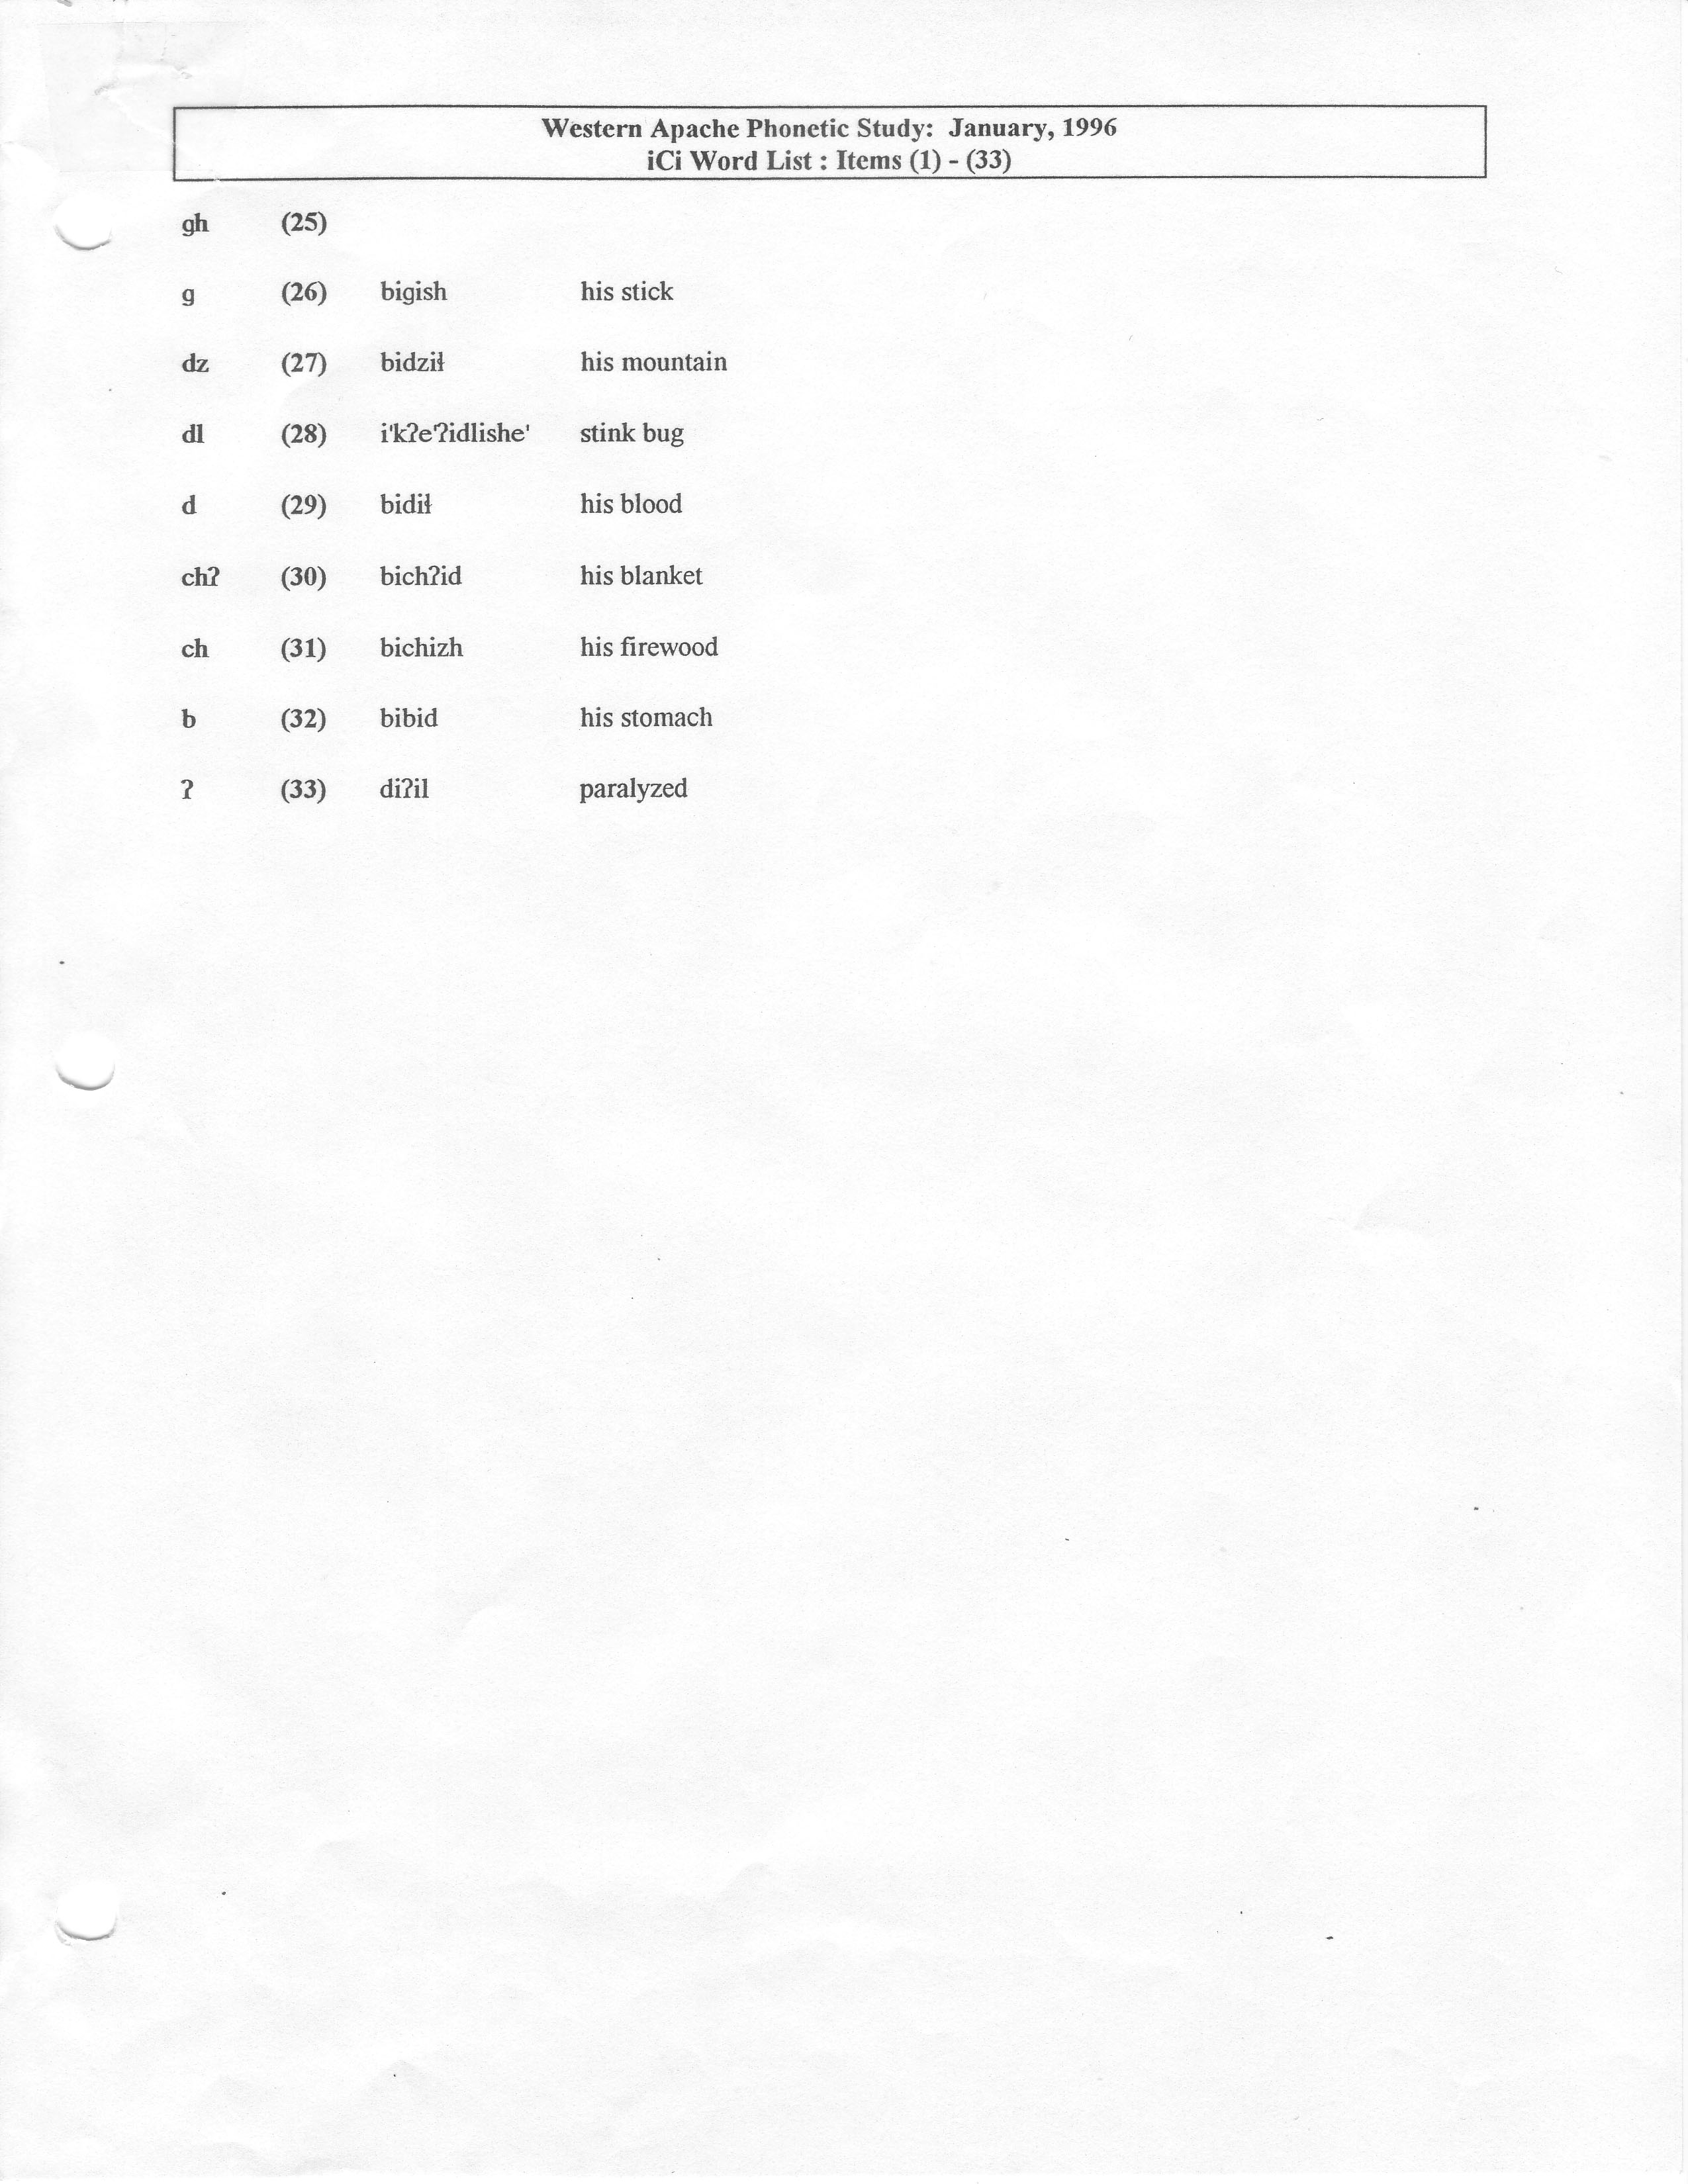 Western Apache Phonetic Study: January, 1996
iCi Word List : Items (1) - (33)
gh (25)
g (26) bigish his stick
dz (27) bidził his mountain
dl (28) i'kʔe'ʔidlishe' stink bug
d (29) bidił his blood
chʔ (30) bichʔid his blanket
ch (31) bichizh his firewood
b (32) bibid his stomach
ʔ (33) diʔil paralyzed